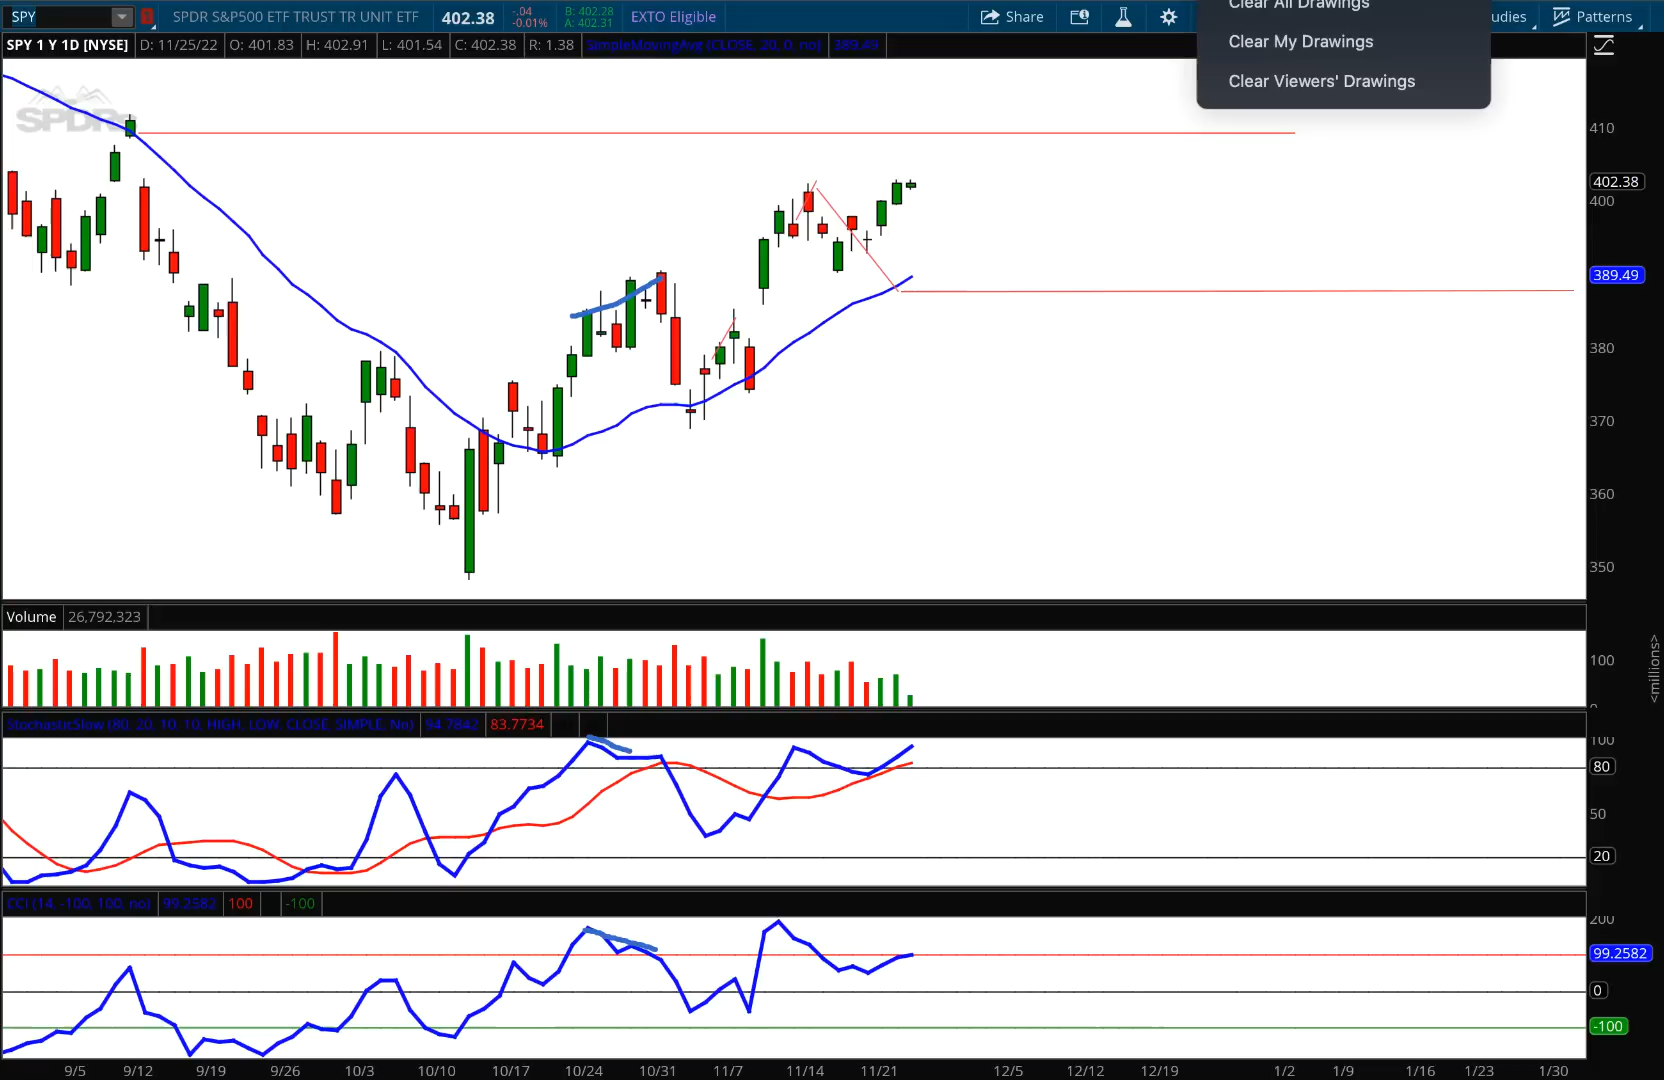 SPY SPDR S&P500 ETF TRUST TR UNIT ETF 402.38 -.04 -0.01% B: 402.28 A: 402.31 EXTO Eligible Share Clear All Drawings udies Patterns
Clear My Drawings
Clear Viewers' Drawings
SPY 1 Y 1D [NYSE] D: 11/25/22 O: 401.83 H: 402.91 L: 401.54 C: 402.38 R: 1.38 SimpleMovingAvg (CLOSE, 20, 0, no) 389.49
SPDR
410
402.38
400
389.49
380
370
360
350
Volume 26,792,323
100
0
<millions>
StochasticSlow (80, 20, 10, 10, HIGH, LOW, CLOSE, SIMPLE, No) 94.7842 83.7734
100
80
50
20
CCI (14, -100, 100, no) 99.2582 100 -100
200
99.2582
0
-100
9/5 9/12 9/19 9/26 10/3 10/10 10/17 10/24 10/31 11/7 11/14 11/21 12/5 12/12 12/19 1/2 1/9 1/16 1/23 1/30